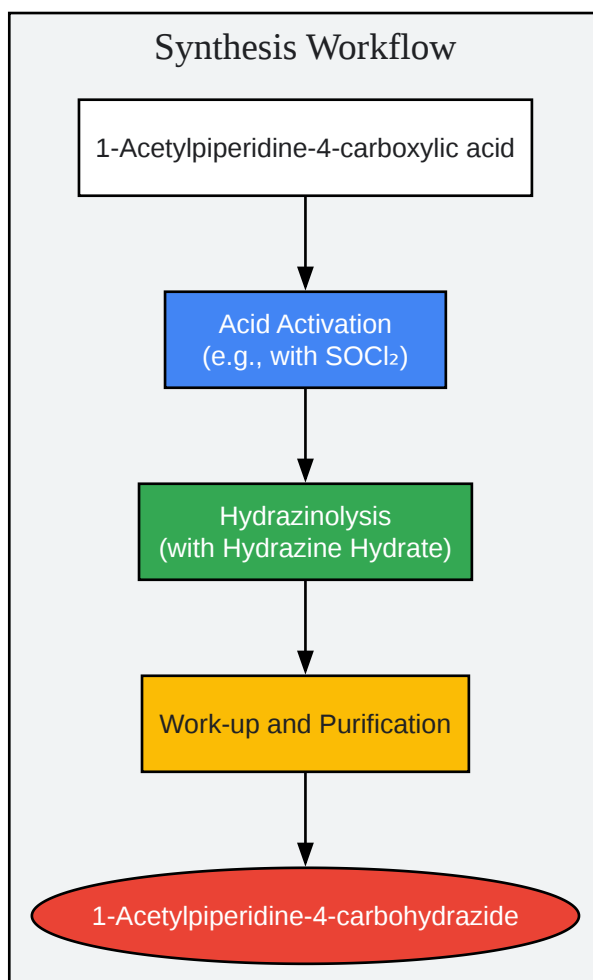 Synthesis Workflow
1-Acetylpiperidine-4-carboxylic acid
Acid Activation
(e.g., with SOCl₂)
Hydrazinolysis
(with Hydrazine Hydrate)
Work-up and Purification
1-Acetylpiperidine-4-carbohydrazide